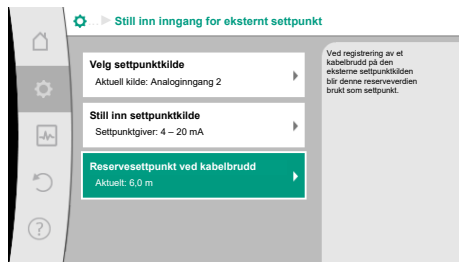 Still inn inngang for eksternt settpunkt
Velg settpunktkilde
Aktuell kilde: Analoginngang 2
Still inn settpunktkilde
Settpunktgiver: 4 – 20 mA
Reservesettpunkt ved kabelbrudd
Aktuelt: 6,0 m
Ved registrering av et
kabelbrudd på den
eksterne settpunktkilden
blir denne reserveverdien
brukt som settpunkt.